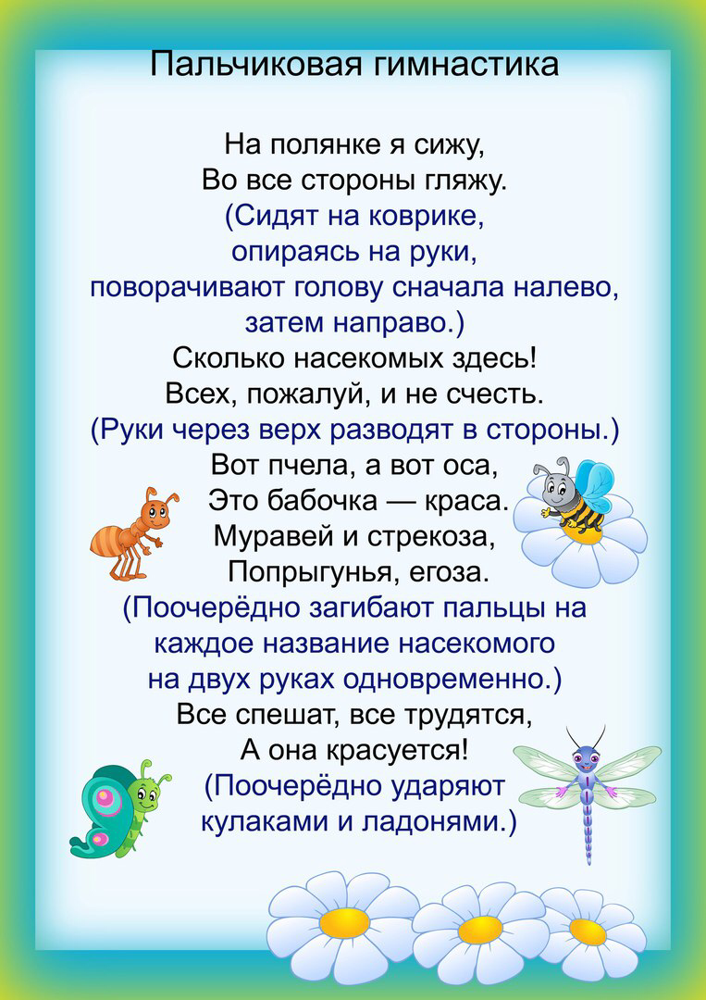 Пальчиковая гимнастика
На полянке я сижу,
Во все стороны гляжу.
(Сидят на коврике,
опираясь на руки,
поворачивают голову сначала налево,
затем направо.)
Сколько насекомых здесь!
Всех, пожалуй, и не счесть.
(Руки через верх разводят в стороны.)
Вот пчела, а вот оса,
Это бабочка — краса.
Муравей и стрекоза,
Попрыгунья, егоза.
(Поочерёдно загибают пальцы на
каждое название насекомого
на двух руках одновременно.)
Все спешат, все трудятся,
А она красуется!
(Поочерёдно ударяют
кулаками и ладонями.)